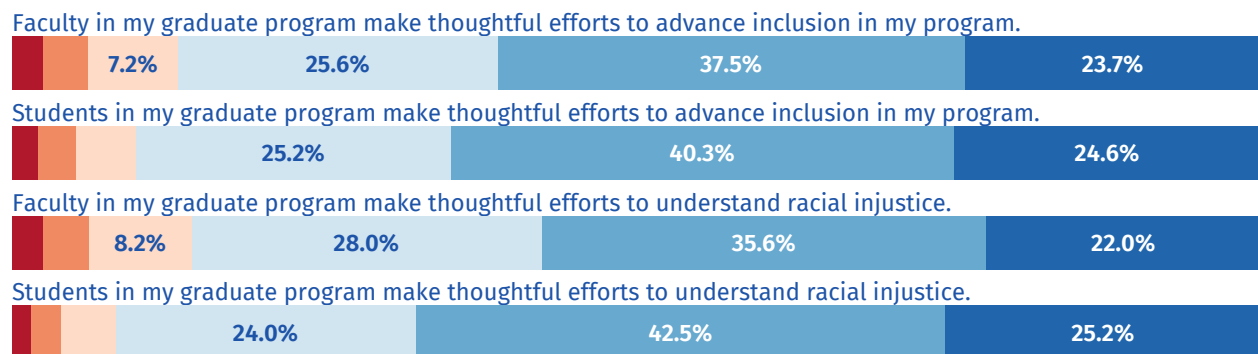 Faculty in my graduate program make thoughtful efforts to advance inclusion in my program.
7.2% 25.6% 37.5% 23.7%
Students in my graduate program make thoughtful efforts to advance inclusion in my program.
25.2% 40.3% 24.6%
Faculty in my graduate program make thoughtful efforts to understand racial injustice.
8.2% 28.0% 35.6% 22.0%
Students in my graduate program make thoughtful efforts to understand racial injustice.
24.0% 42.5% 25.2%